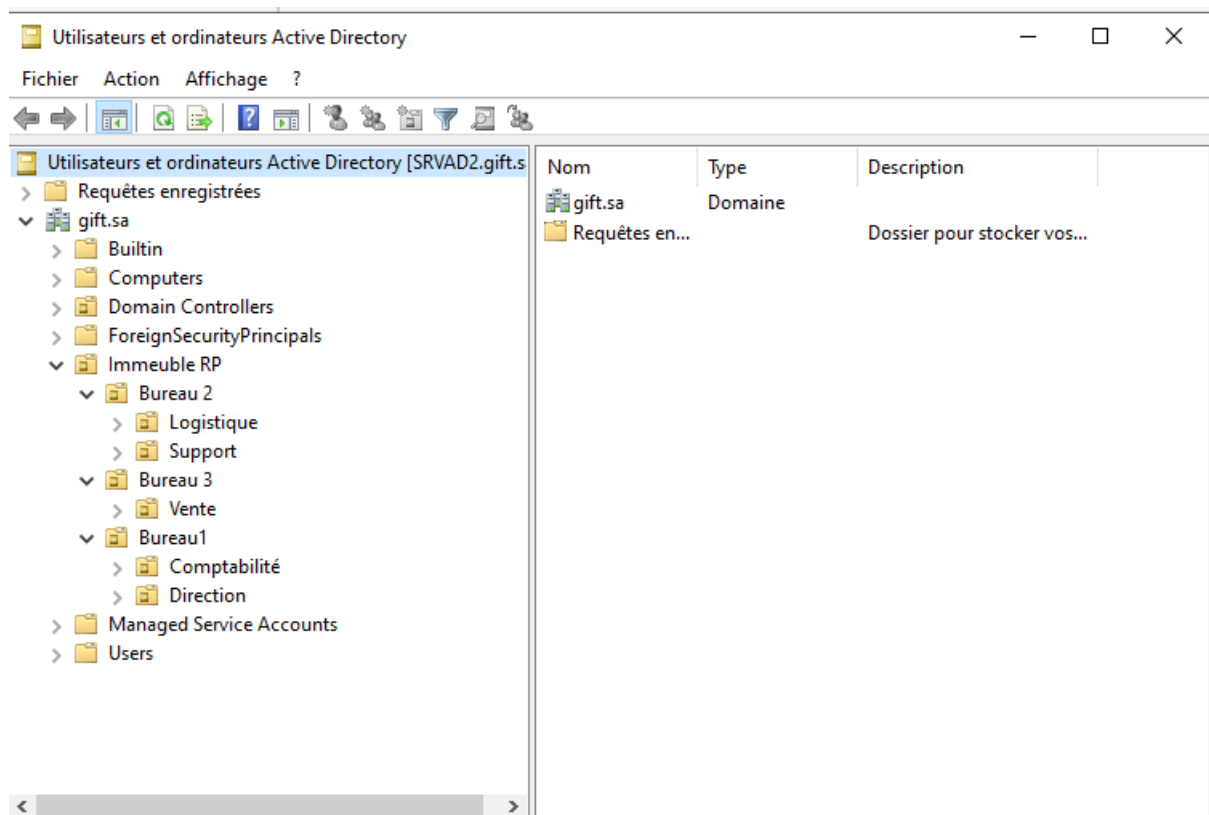 Utilisateurs et ordinateurs Active Directory
Fichier Action Affichage ?
Utilisateurs et ordinateurs Active Directory [SRVAD2.gift.s
Requêtes enregistrées
gift.sa
Builtin
Computers
Domain Controllers
ForeignSecurityPrincipals
Immeuble RP
Bureau 2
Logistique
Support
Bureau 3
Vente
Bureau1
Comptabilité
Direction
Managed Service Accounts
Users
Nom Type Description
gift.sa Domaine
Requêtes en... Dossier pour stocker vos...